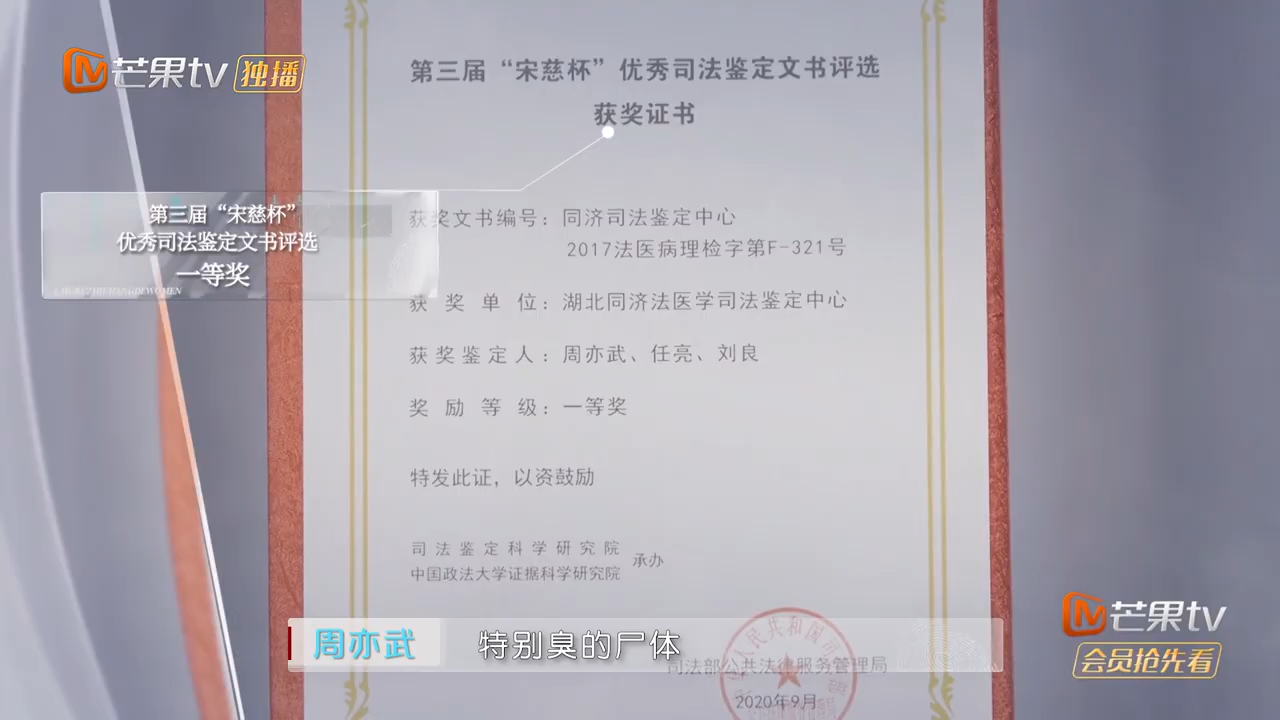 芒果tv 独播
第三届“宋慈杯”优秀司法鉴定文书评选
获奖证书
第三届“宋慈杯”
优秀司法鉴定文书评选
一等奖
获奖文书编号：同济司法鉴定中心
2017法医病理检字第F-321号
获奖单位：湖北同济法医学司法鉴定中心
获奖鉴定人：周亦武、任亮、刘良
奖励等级：一等奖
特发此证，以资鼓励
司法鉴定科学研究院
中国政法大学证据科学研究院
承办
周亦武 特别臭的尸体
司法部公共法律服务管理局
2020年9月
芒果tv
会员抢先看